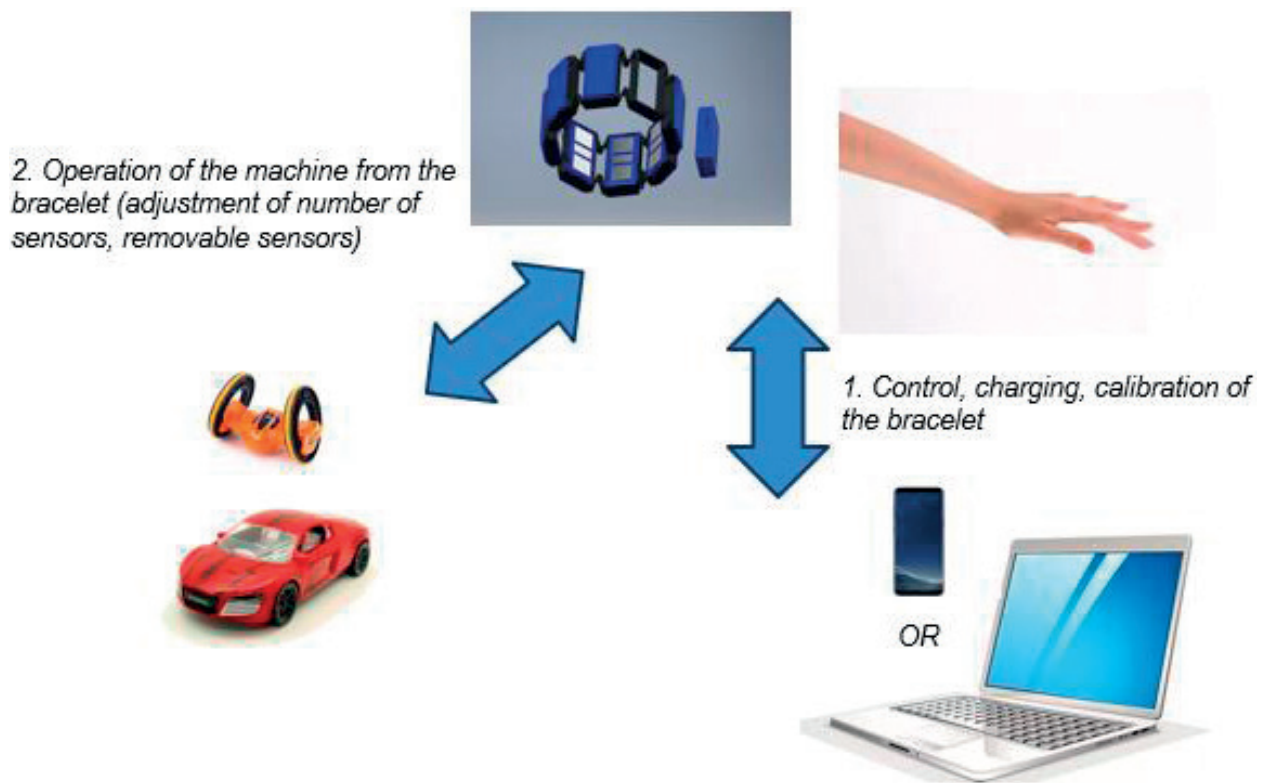 2. Operation of the machine from the
bracelet (adjustment of number of
sensors, removable sensors)
1. Control, charging, calibration of
the bracelet
OR